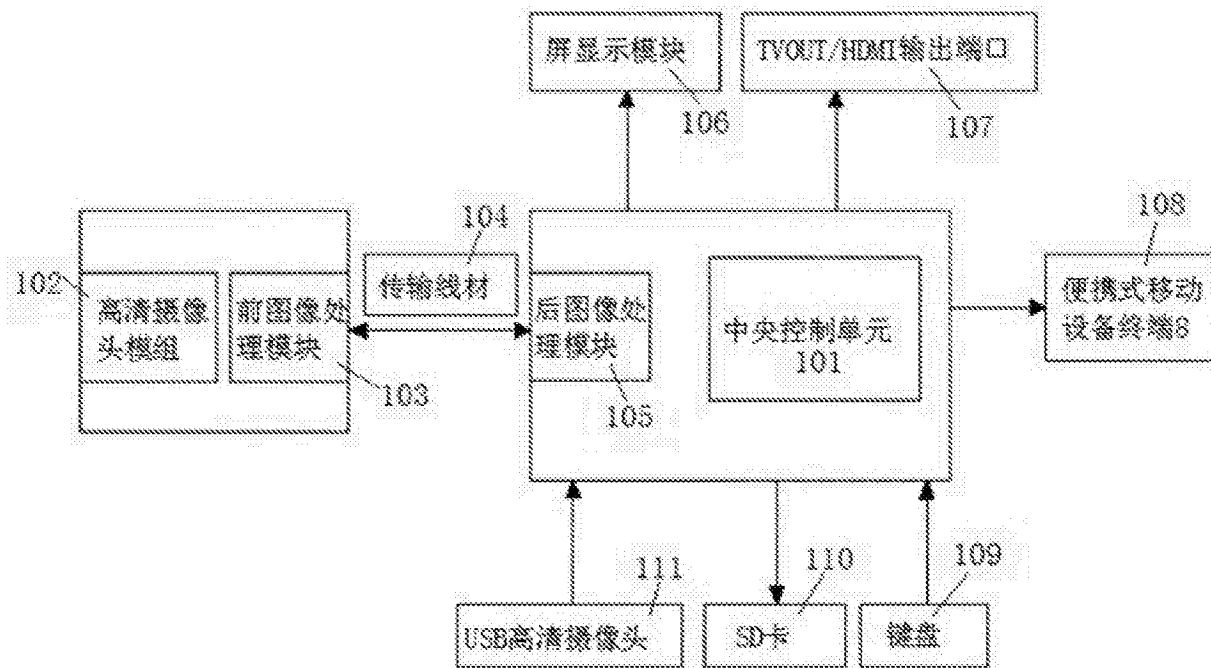 屏显示模块
106
TVOUT/HDMI输出端口
107
102
高清摄像
头模组
前图像处
理模块
103
104
传输线材
后图像处
理模块
105
中央控制单元
101
108
便携式移动
设备终端S
111
USB高清摄像头
110
SD卡
109
键盘